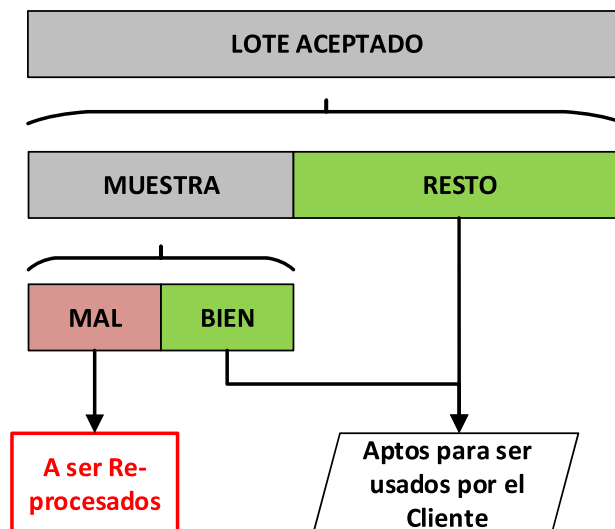 LOTE ACEPTADO
MUESTRA
RESTO
MAL
BIEN
A ser Re-
procesados
Aptos para ser
usados por el
Cliente